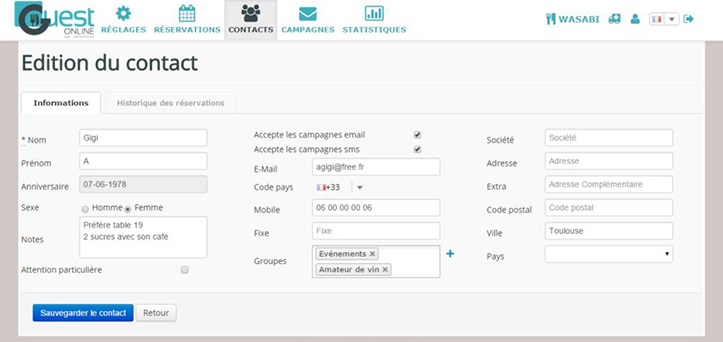 Guest
ONLINE
RÉGLAGES
RÉSERVATIONS
CONTACTS
CAMPAGNES
STATISTIQUES
WASABI
Edition du contact
Informations
Historique des réservations
* Nom
Gigi
Prénom
A
Anniversaire
07-06-1978
Sexe
Homme
Femme
Notes
Préfère table 19
2 sucres avec son café
Attention particulière
Accepte les campagnes email
Accepte les campagnes sms
E-Mail
agigi@free.fr
Code pays
+33
Mobile
06 00 00 00 06
Fixe
Fixe
Groupes
Evénements ×
Amateur de vin ×
+
Société
Société
Adresse
Adresse
Extra
Adresse Complémentaire
Code postal
Code postal
Ville
Toulouse
Pays
Sauvegarder le contact
Retour